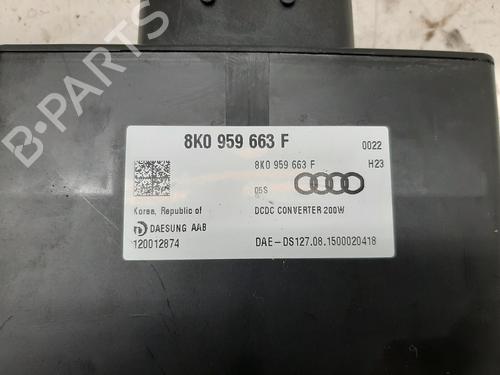 8K0 959 663 F
0022
8K0 959 663 F
H23
05S
Korea, Republic of
DCDC CONVERTER 200W
DAESUNG AAB
120012874
DAE-DS127.08.1500020418
B-PARTS